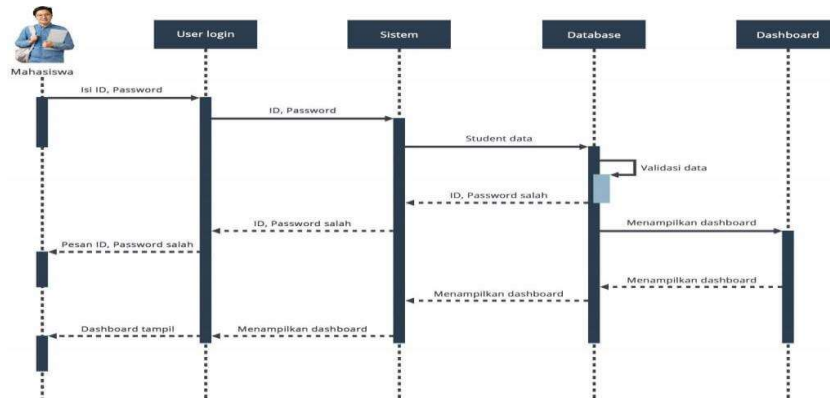 User login
Sistem
Database
Dashboard
Mahasiswa
Isi ID, Password
ID, Password
Student data
Validasi data
ID, Password salah
ID, Password salah
Menampilkan dashboard
Pesan ID, Password salah
Menampilkan dashboard
Menampilkan dashboard
Dashboard tampil
Menampilkan dashboard